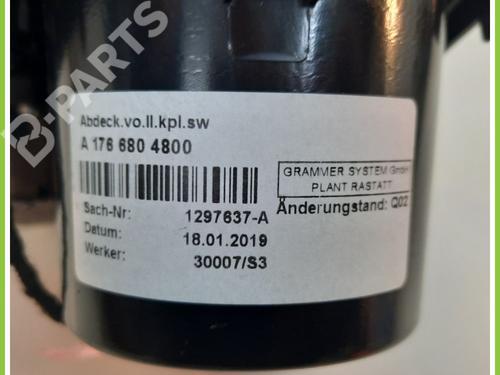 B-PARTS
Abdeck.vo.ll.kpl.sw
A 176 680 4800
GRAMMER SYSTEM GmbH
PLANT RASTATT
Sach-Nr: 1297637-A
Änderungstand: Q02
Datum: 18.01.2019
Werker: 30007/S3